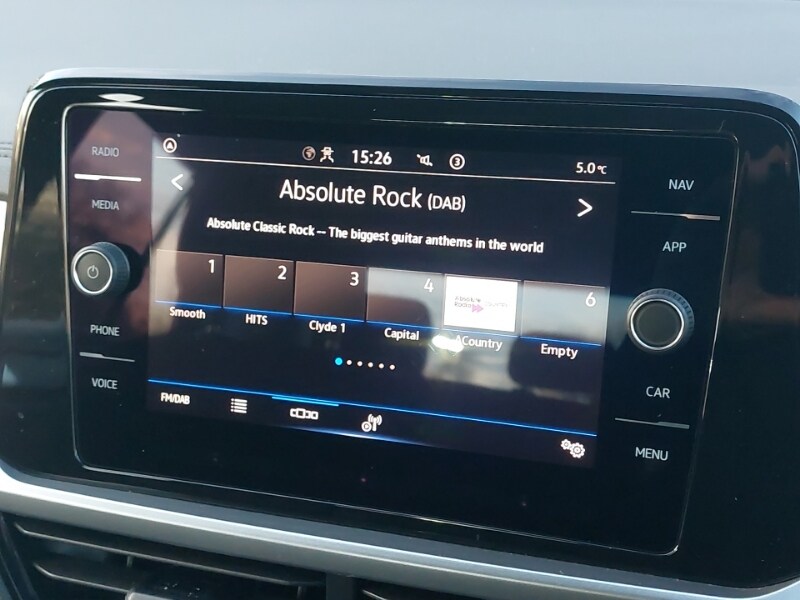 RADIO
MEDIA
PHONE
VOICE
A 15:26 3 5.0°C
Absolute Rock (DAB)
Absolute Classic Rock – The biggest guitar anthems in the world
1 2 3 4 6
Smooth HITS Clyde 1 Capital ACountry Empty
FM/DAB
NAV
APP
CAR
MENU